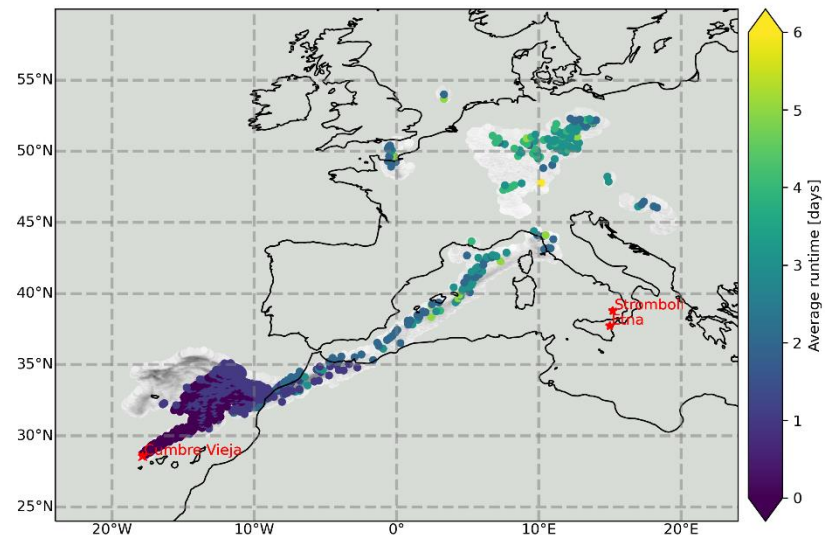 55°N
50°N
45°N
40°N
35°N
30°N
25°N
20°W
10°W
0°
10°E
20°E
Stromboli
Etna
Cumbre Vieja
6
5
4
3
2
1
0
Average runtime [days]